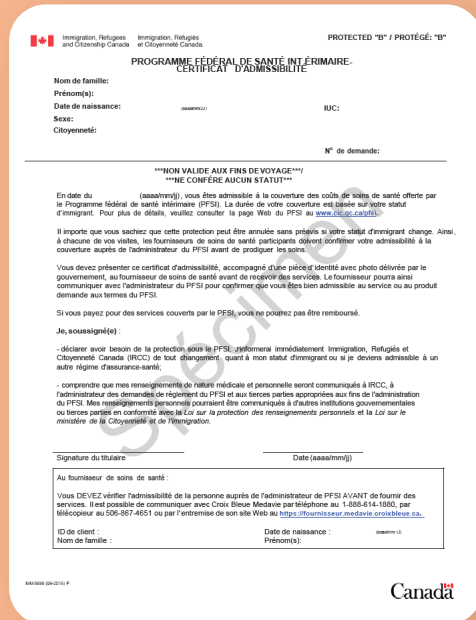 Immigration, Refugees Immigration, Réfugiés PROTECTED "B" / PROTÉGÉ: "B"
and Citizenship Canada et Citoyenneté Canada
PROGRAMME FÉDÉRAL DE SANTÉ INTÉRIMAIRE-
CERTIFICAT D'ADMISSIBILITÉ
Nom de famille:
Prénom(s):
Date de naissance: IUC:
Sexe:
Citoyenneté:
N° de demande:
***NON VALIDE AUX FINS DE VOYAGE***/
***NE CONFÈRE AUCUN STATUT***
En date du (aaaa/mm/jj), vous êtes admissible à la couverture des coûts de soins de santé offerte par
le Programme fédéral de santé intérimaire (PFSI). La durée de votre couverture est basée sur votre statut
d'immigrant. Pour plus de détails, veuillez consulter la page Web du PFSI au www.cic.gc.ca/pfsi.
Il importe que vous sachiez que cette protection peut être annulée sans préavis si votre statut d'immigrant change. Ainsi,
à chacune de vos visites, les fournisseurs de soins de santé participants doivent confirmer votre admissibilité à la
couverture auprès de l'administrateur du PFSI avant de prodiguer les soins.
Vous devez présenter ce certificat d'admissibilité, accompagné d'une pièce d'identité avec photo délivrée par le
gouvernement, au fournisseur de soins de santé avant de recevoir des services. Le fournisseur pourra ainsi
communiquer avec l'administrateur du PFSI pour confirmer que vous êtes bien admissible au service ou au produit
demandé aux termes du PFSI.
Si vous payez pour des services couverts par le PFSI, vous ne pourrez pas être remboursé.
Je, soussigné(e) :
- déclarer avoir besoin de la protection sous le PFSI. J'informerai immédiatement Immigration, Refugiés et
Citoyenneté Canada (IRCC) de tout changement quant à mon statut d'immigrant ou si je deviens admissible à un
autre régime d'assurance-santé;
- comprendre que mes renseignements de nature médicale et personnelle seront communiqués à IRCC, à
l'administrateur des demandes de règlement du PFSI et aux tierces parties appropriées aux fins de l'administration
du PFSI. Mes renseignements personnels pourraient être communiqués à d'autres institutions gouvernementales
ou tierces parties en conformité avec la Loi sur la protection des renseignements personnels et la Loi sur le
ministère de la Citoyenneté et de l'Immigration.
Spécimen
Signature du titulaire Date (aaaa/mm/jj)
Au fournisseur de soins de santé :
Vous DEVEZ vérifier l'admissibilité de la personne auprès de l'administrateur de PFSI AVANT de fournir des
services. Il est possible de communiquer avec Croix Bleue Medavie par téléphone au 1-888-614-1880, par
télécopieur au 506-867-4651 ou par l'entremise de son site Web au https://fournisseur.medavie.croixbleue.ca.
ID de client : Date de naissance :
Nom de famille : Prénom(s):
Canada